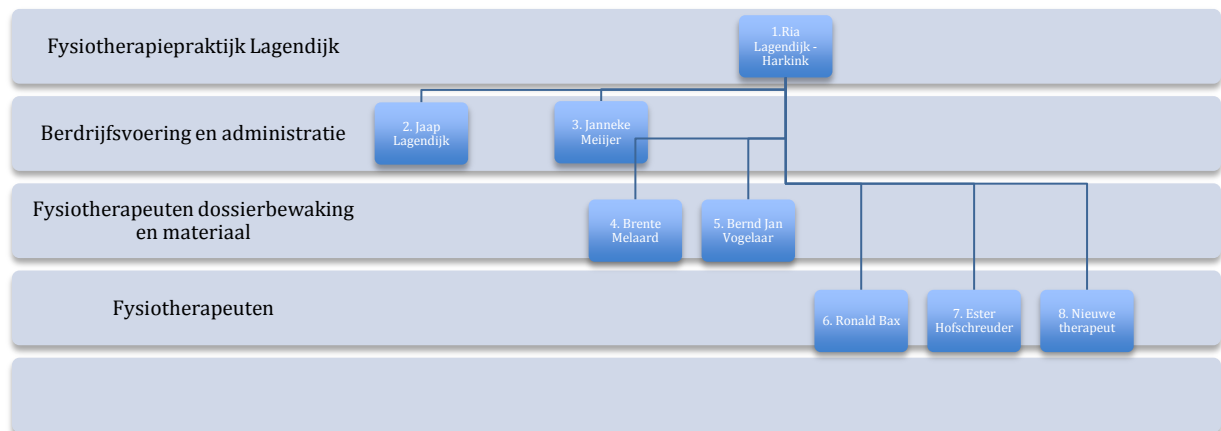 Fysiotherapiepraktijk Lagendijk
1.Ria
Lagendijk -
Harkink
Berdrijfsvoering en administratie
2. Jaap
Lagendijk
3. Janneke
Meiijer
Fysiotherapeuten dossierbewaking
en materiaal
4. Brente
Melaard
5. Bernd Jan
Vogelaar
Fysiotherapeuten
6. Ronald Bax
7. Ester
Hofschreuder
8. Nieuwe
therapeut